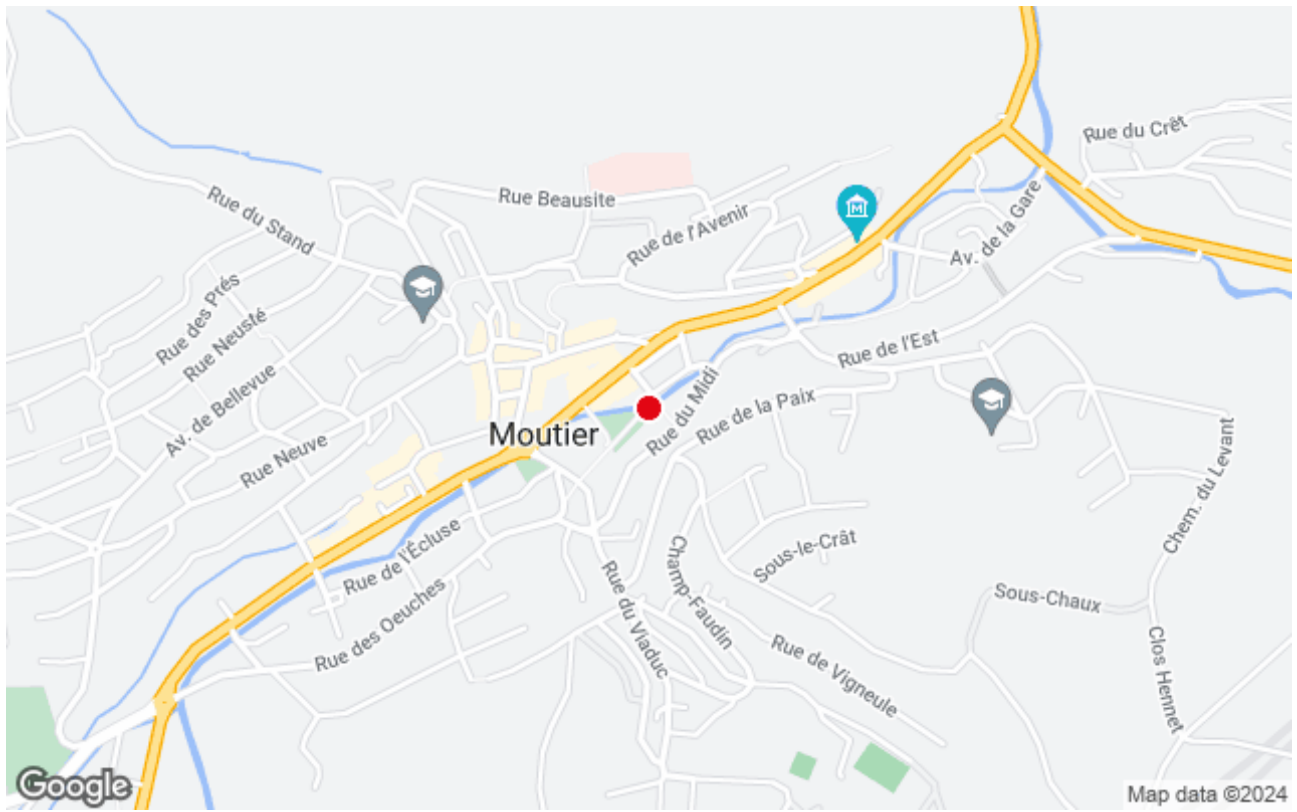 Rue du Crêt
Rue Beausite
Rue du Stand
Rue de l'Avenir
M
Av. de la Gare
Rue des Prés
Rue Neusté
Av. de Bellevue
Rue de l'Est
Rue du Midi
Rue de la Paix
Moutier
Rue Neuve
Chem. du Levant
Rue de l'Écluse
Sous-le-Crât
Champ-Faudin
Rue des Oeuches
Rue du Viaduc
Sous-Chaux
Rue de Vigneule
Clos Hennet
Google
Map data ©2024